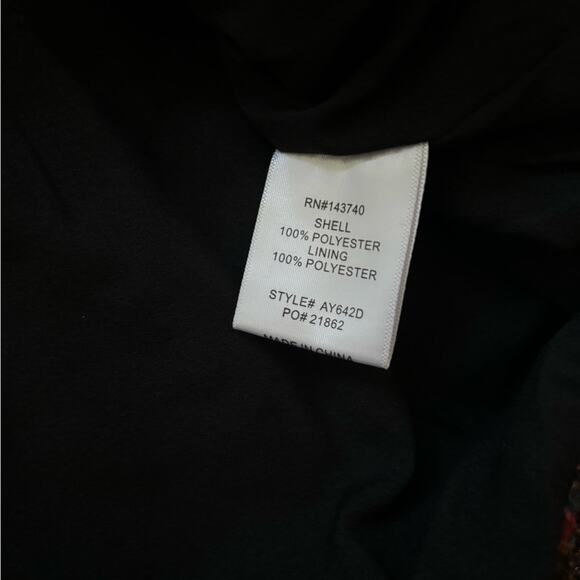 RN#143740
SHELL
100% POLYESTER
LINING
100% POLYESTER
STYLE# AY642D
PO# 21862
MADE IN CHINA